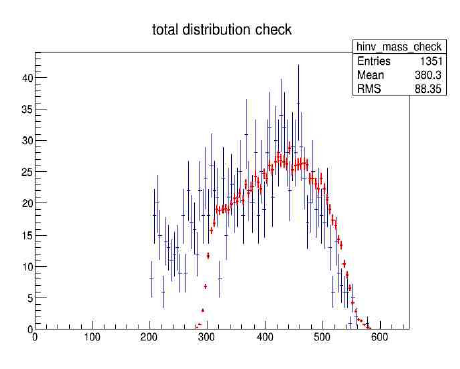 total distribution check
hinv_mass_check
Entries 1351
Mean 380.3
RMS 88.35
40
35
30
25
20
15
10
5
0
0 100 200 300 400 500 600